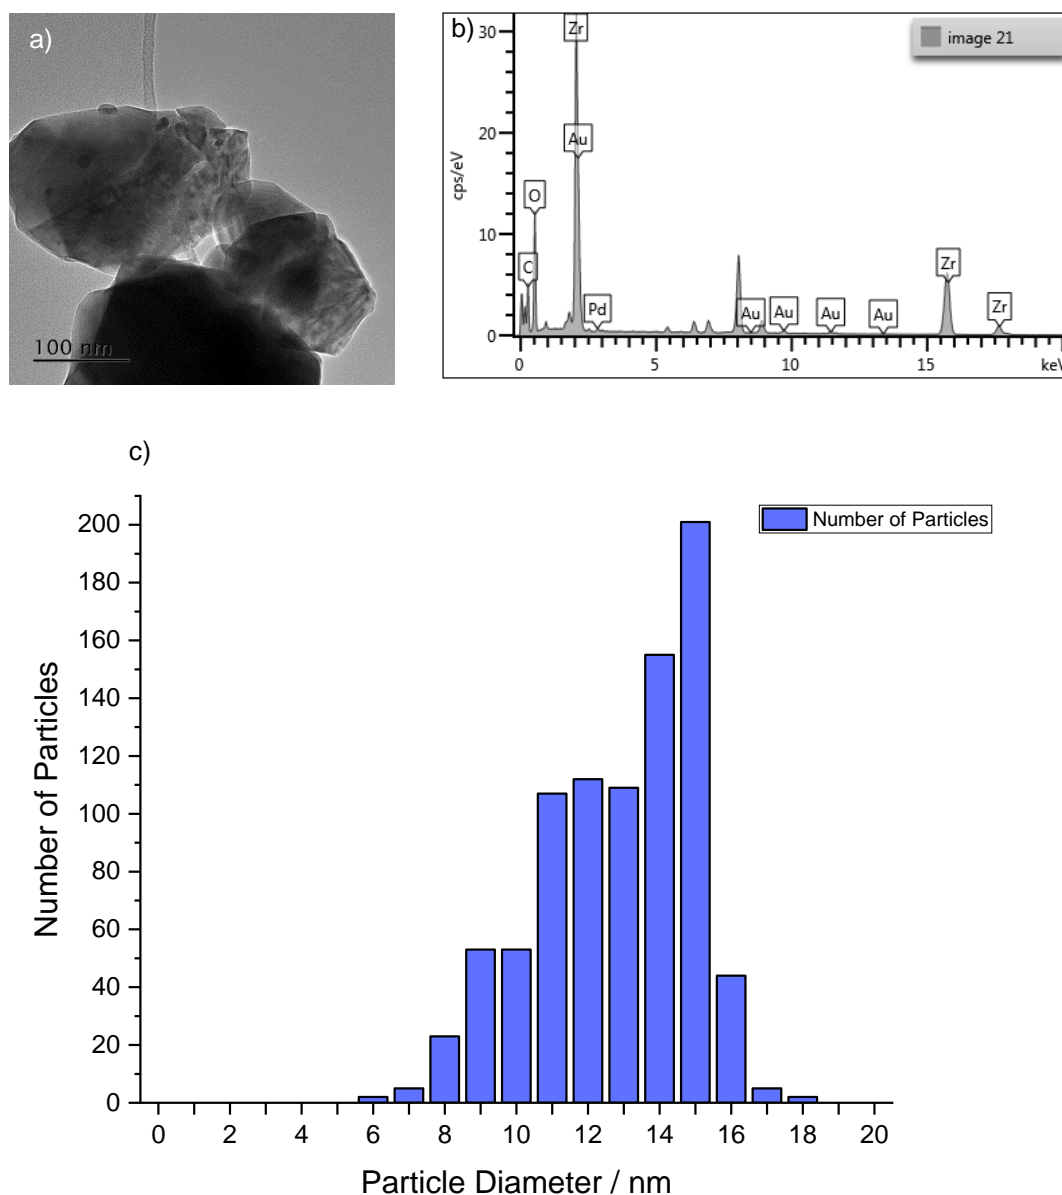 a)
100 nm
b)
image 21
30
20
10
0
cps/eV
Zr
Au
O
C
Pd
Au
Au
Au
Au
Zr
Zr
0
5
10
15
keV
c)
Number of Particles
200
180
160
140
120
100
80
60
40
20
0
Number of Particles
0 2 4 6 8 10 12 14 16 18 20
Particle Diameter / nm